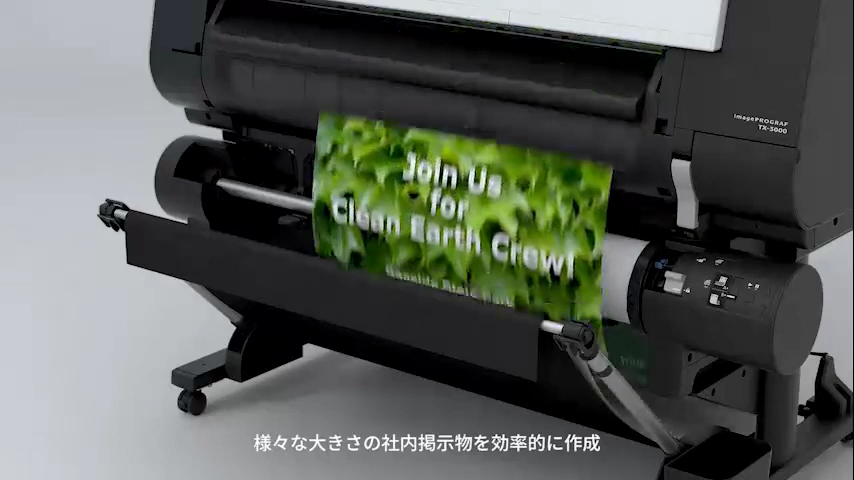 imagePROGRAF
TX-3000
Join Us
for
Clean Earth Crew!
様々な大きさの社内掲示物を効率的に作成